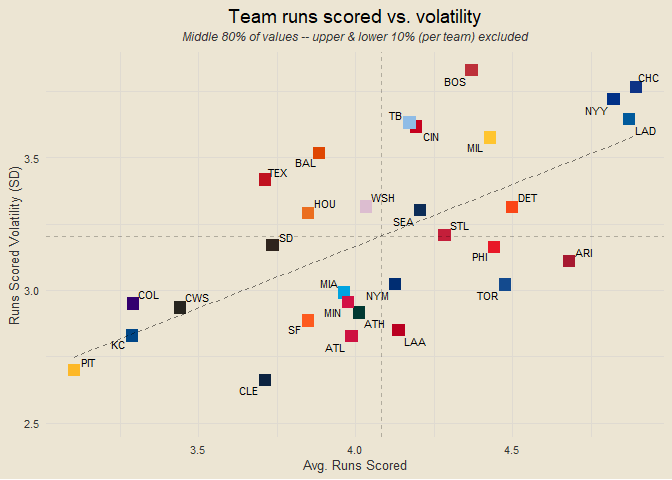 Team runs scored vs. volatility
Middle 80% of values -- upper & lower 10% (per team) excluded
BOS
CHC
NYY
TB
CIN
LAD
MIL
3.5
BAL
TEX
HOU
WSH
DET
SEA
STL
SD
PHI
ARI
Runs Scored Volatility (SD)
3.0
COL
CWS
MIA
NYM
TOR
MIN
SF
ATH
KC
ATL
LAA
PIT
CLE
2.5
3.5
4.0
4.5
Avg. Runs Scored